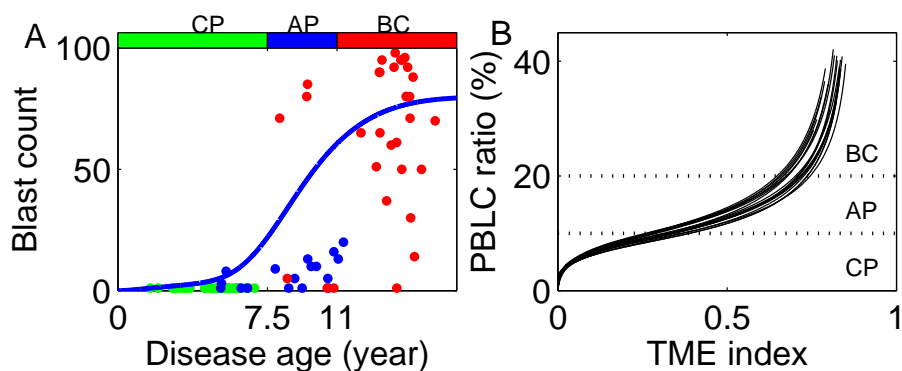 A
CP
AP
BC
100
50
0
Blast count
0
7.5
11
Disease age (year)
B
40
20
0
PBLC ratio (%)
BC
AP
CP
0
0.5
1
TME index